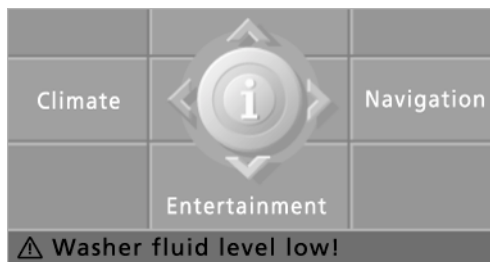 Climate
i
Navigation
Entertainment
Washer fluid level low!